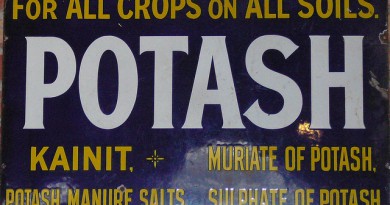 FOR ALL CROPS ON ALL SOILS.
POTASH
KAINIT, MURIATE OF POTASH,
POTASH MANURE SALTS, SULPHATE OF POTASH